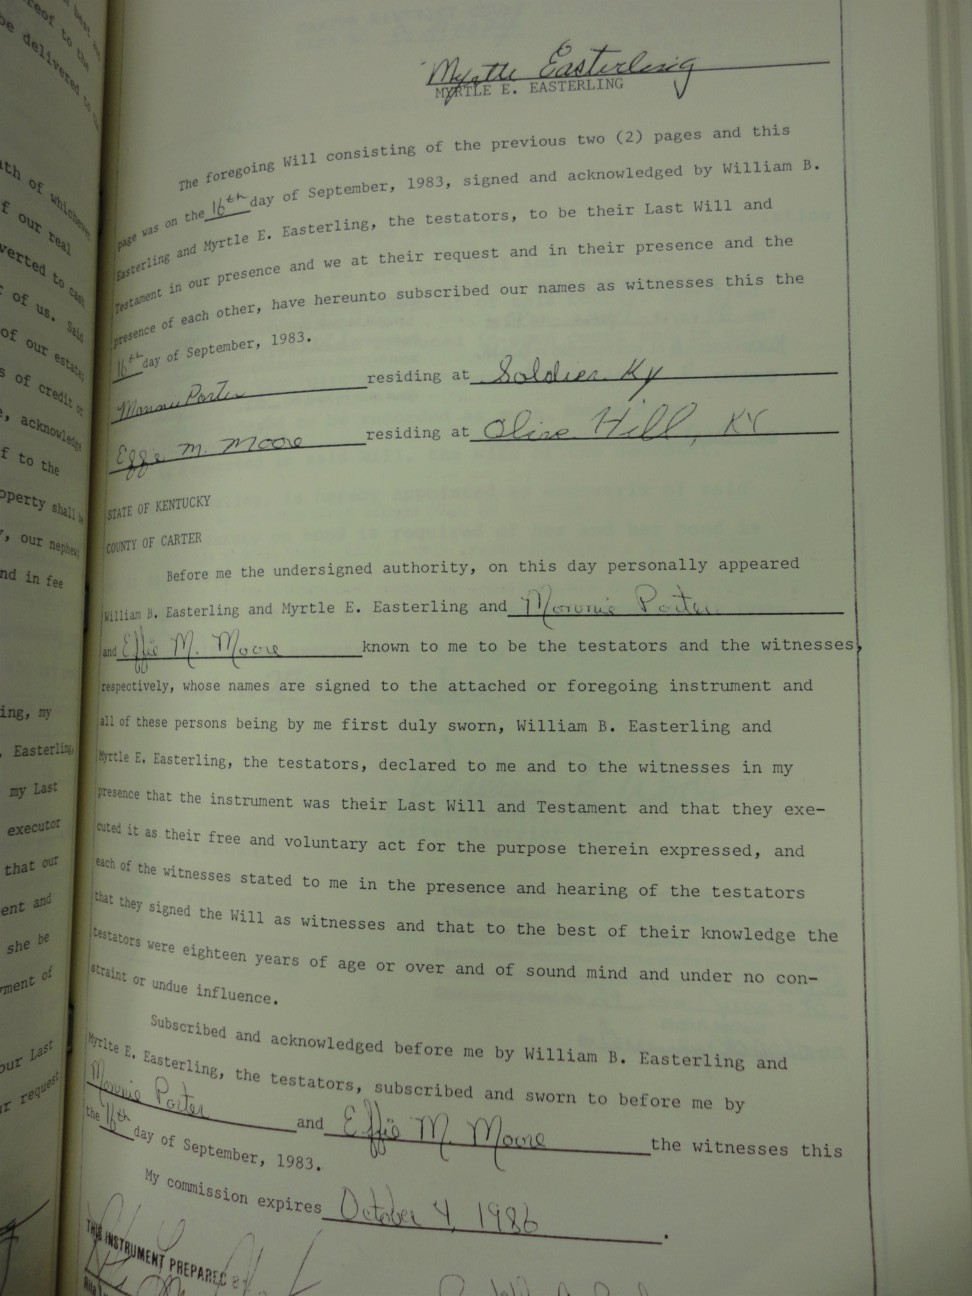 Myrtle Easterling
MYRTLE E. EASTERLING
The foregoing Will consisting of the previous two (2) pages and this
page was on the 16th day of September, 1983, signed and acknowledged by William B.
Easterling and Myrtle E. Easterling, the testators, to be their Last Will and
Testament in our presence and we at their request and in their presence and the
presence of each other, have hereunto subscribed our names as witnesses this the
16th day of September, 1983.
Monnie Porter residing at Soldier Ky
Effie M. Moore residing at Olive Hill, KY
STATE OF KENTUCKY
COUNTY OF CARTER
Before me the undersigned authority, on this day personally appeared
William B. Easterling and Myrtle E. Easterling and Monnie Porter
and Effie M. Moore known to me to be the testators and the witnesses,
respectively, whose names are signed to the attached or foregoing instrument and
all of these persons being by me first duly sworn, William B. Easterling and
Myrtle E. Easterling, the testators, declared to me and to the witnesses in my
presence that the instrument was their Last Will and Testament and that they exe-
cuted it as their free and voluntary act for the purpose therein expressed, and
each of the witnesses stated to me in the presence and hearing of the testators
that they signed the Will as witnesses and that to the best of their knowledge the
testators were eighteen years of age or over and of sound mind and under no con-
straint or undue influence.
Subscribed and acknowledged before me by William B. Easterling and
Myrlte E. Easterling, the testators, subscribed and sworn to before me by
Monnie Porter and Effie M. Moore the witnesses this
the 16th day of September, 1983.
My commission expires October 4, 1986.
THIS INSTRUMENT PREPARED BY